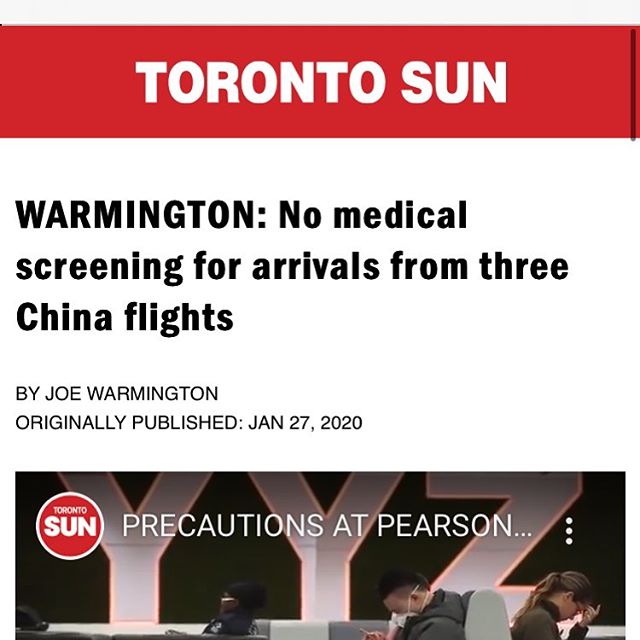 TORONTO SUN
WARMINGTON: No medical
screening for arrivals from three
China flights
BY JOE WARMINGTON
ORIGINALLY PUBLISHED: JAN 27, 2020
YYZ
TORONTO
SUN
PRECAUTIONS AT PEARSON...